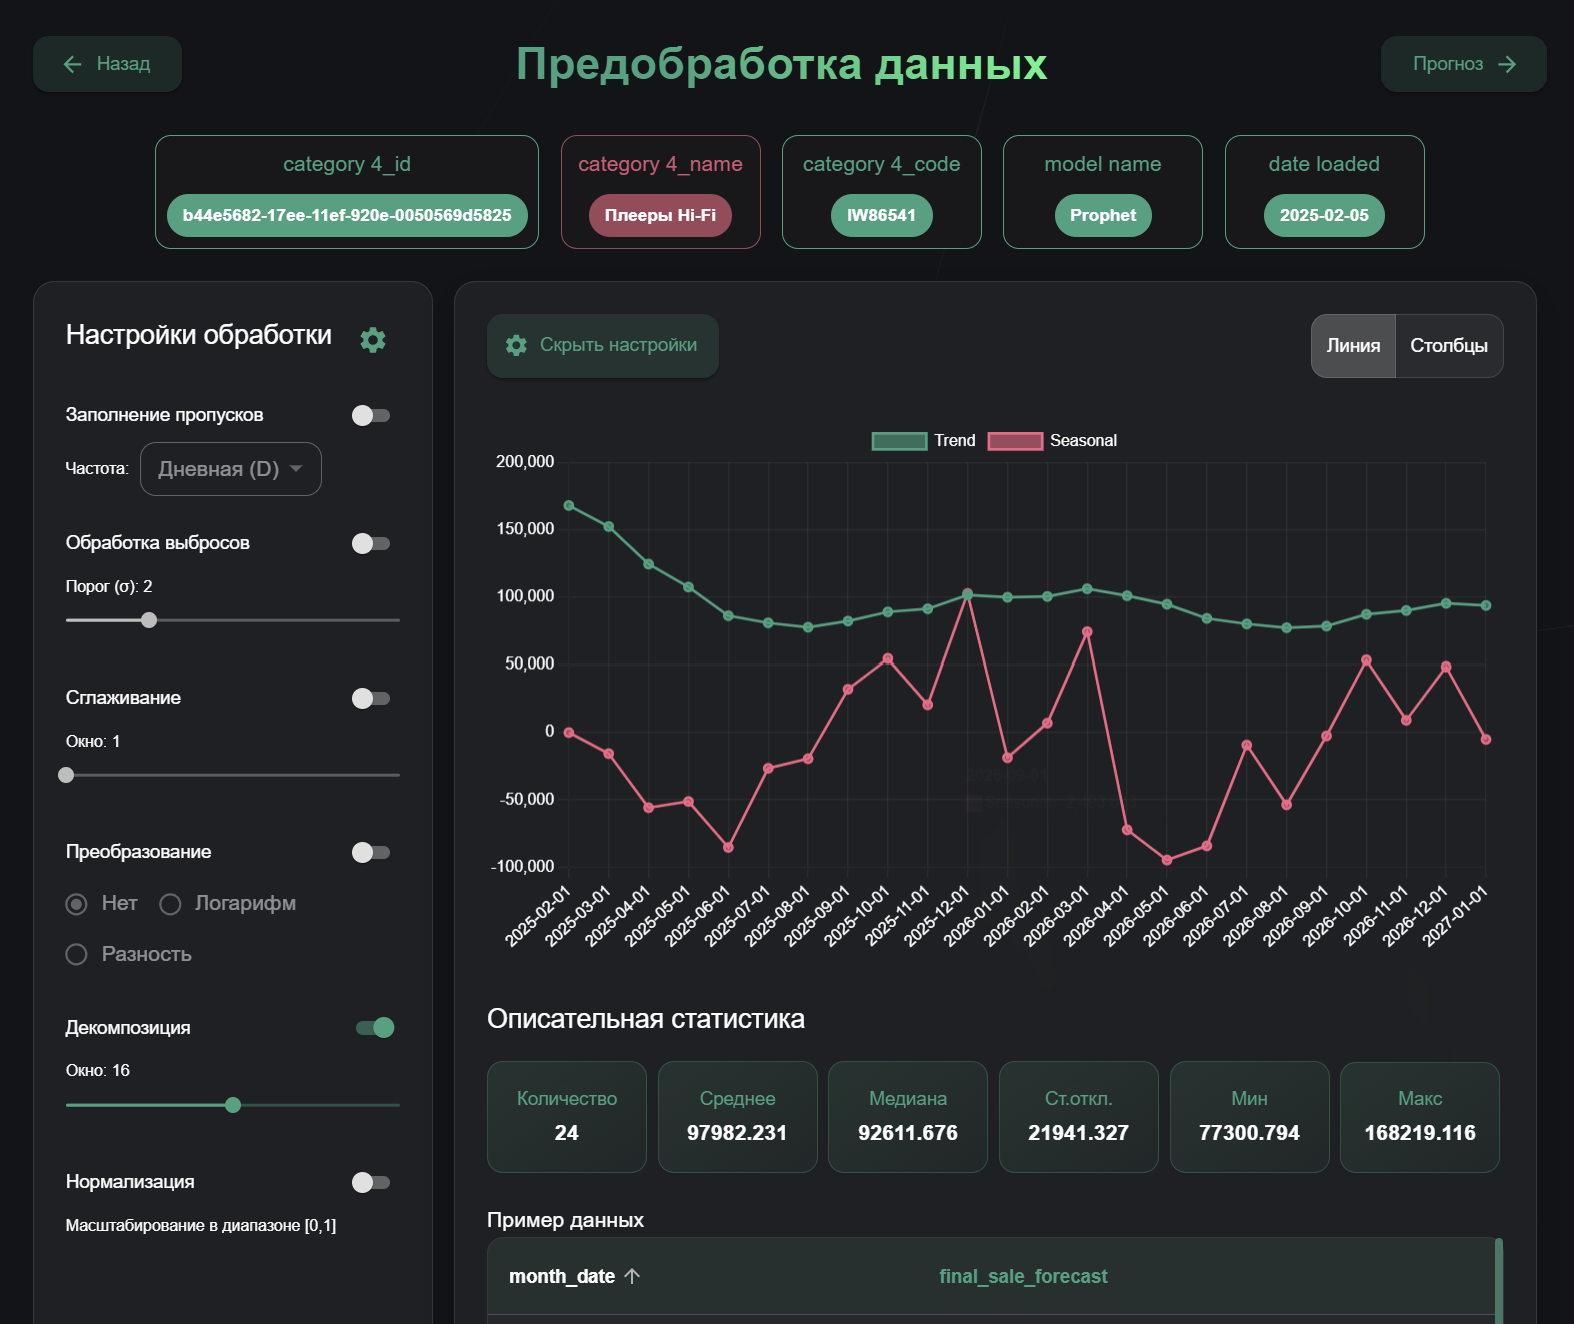 Назад
Предобработка данных
Прогноз
category 4_id
b44e5682-17ee-11ef-920e-0050569d5825
category 4_name
Плееры Hi-Fi
category 4_code
IW86541
model name
Prophet
date loaded
2025-02-05
Настройки обработки
Заполнение пропусков
Частота: Дневная (D)
Обработка выбросов
Порог (σ): 2
Сглаживание
Окно: 1
Преобразование
Нет Логарифм
Разность
Декомпозиция
Окно: 16
Нормализация
Масштабирование в диапазоне [0,1]
Скрыть настройки
Линия Столбцы
Trend Seasonal
200,000
150,000
100,000
50,000
0
-50,000
-100,000
2025-02-01
2025-03-01
2025-04-01
2025-05-01
2025-06-01
2025-07-01
2025-08-01
2025-09-01
2025-10-01
2025-11-01
2025-12-01
2026-01-01
2026-02-01
2026-03-01
2026-04-01
2026-05-01
2026-06-01
2026-07-01
2026-08-01
2026-09-01
2026-10-01
2026-11-01
2026-12-01
2027-01-01
Описательная статистика
Количество
24
Среднее
97982.231
Медиана
92611.676
Ст.откл.
21941.327
Мин
77300.794
Макс
168219.116
Пример данных
month_date
final_sale_forecast